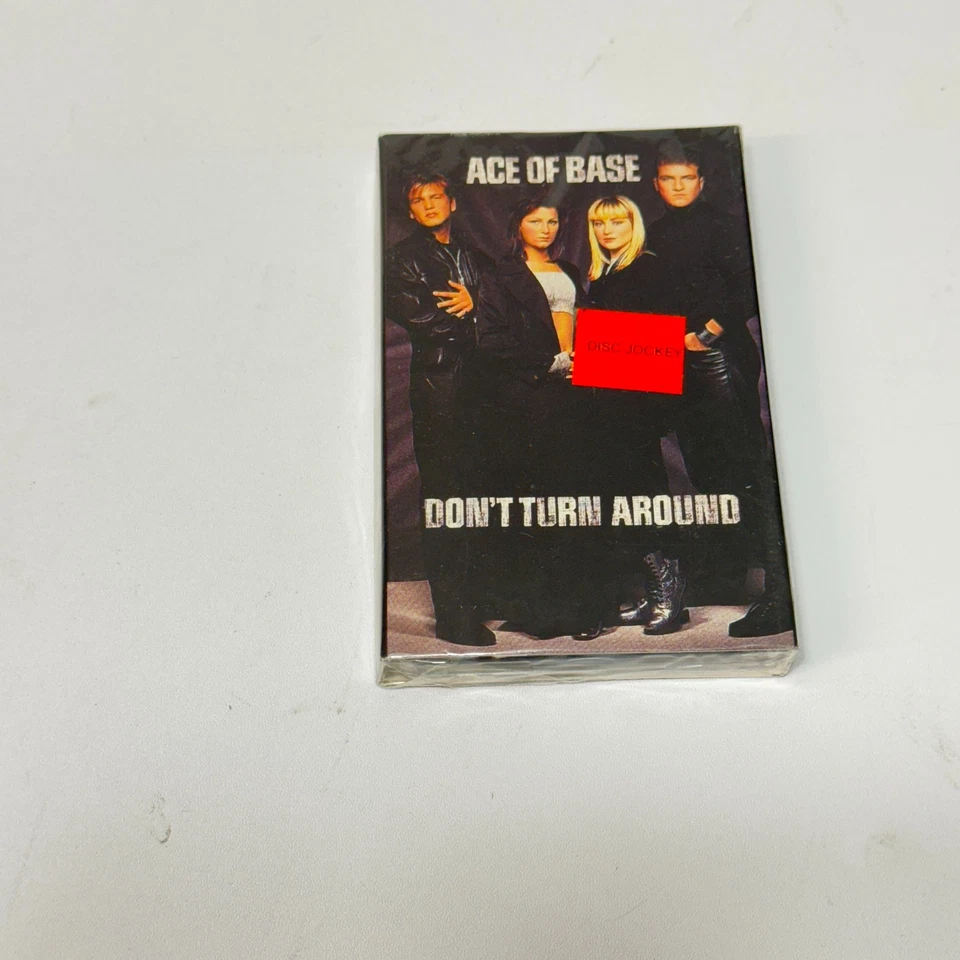 ACE OF BASE
DISC JOCKEY
DON'T TURN AROUND